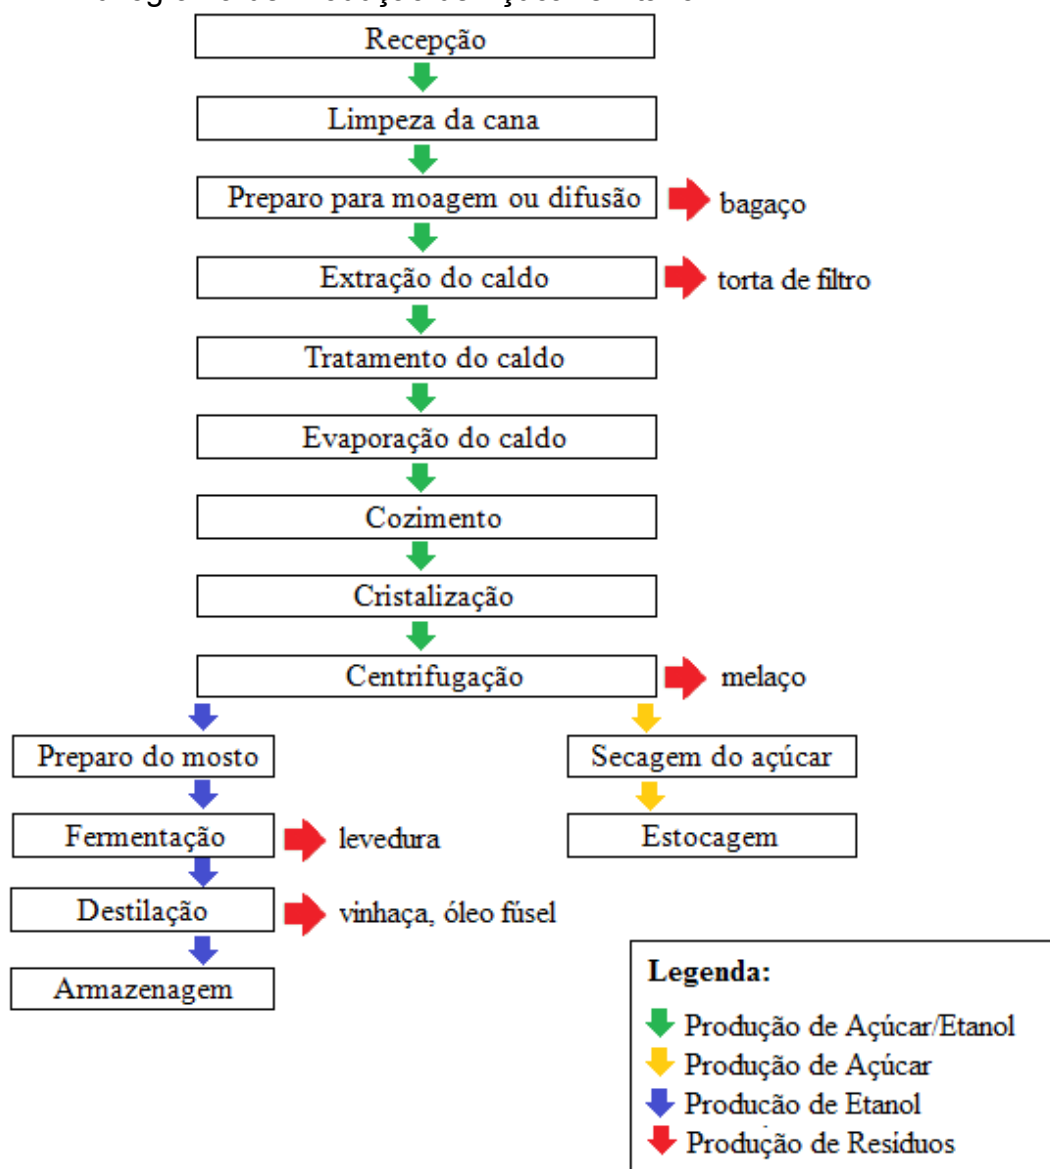 Recepção
Limpeza da cana
Preparo para moagem ou difusão
bagaço
Extração do caldo
torta de filtro
Tratamento do caldo
Evaporação do caldo
Cozimento
Cristalização
Centrifugação
melaço
Preparo do mosto
Secagem do açúcar
Fermentação
levedura
Estocagem
Destilação
vinhaça, óleo fúsel
Armazenagem
Legenda:
Produção de Açúcar/Etanol
Produção de Açúcar
Produção de Etanol
Produção de Resíduos